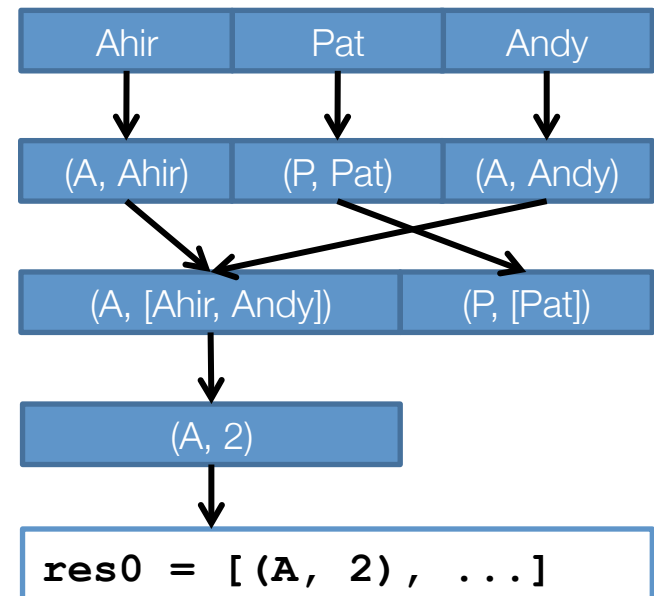 Ahir Pat Andy
(A, Ahir) (P, Pat) (A, Andy)
(A, [Ahir, Andy]) (P, [Pat])
(A, 2)
res0 = [(A, 2), ...]